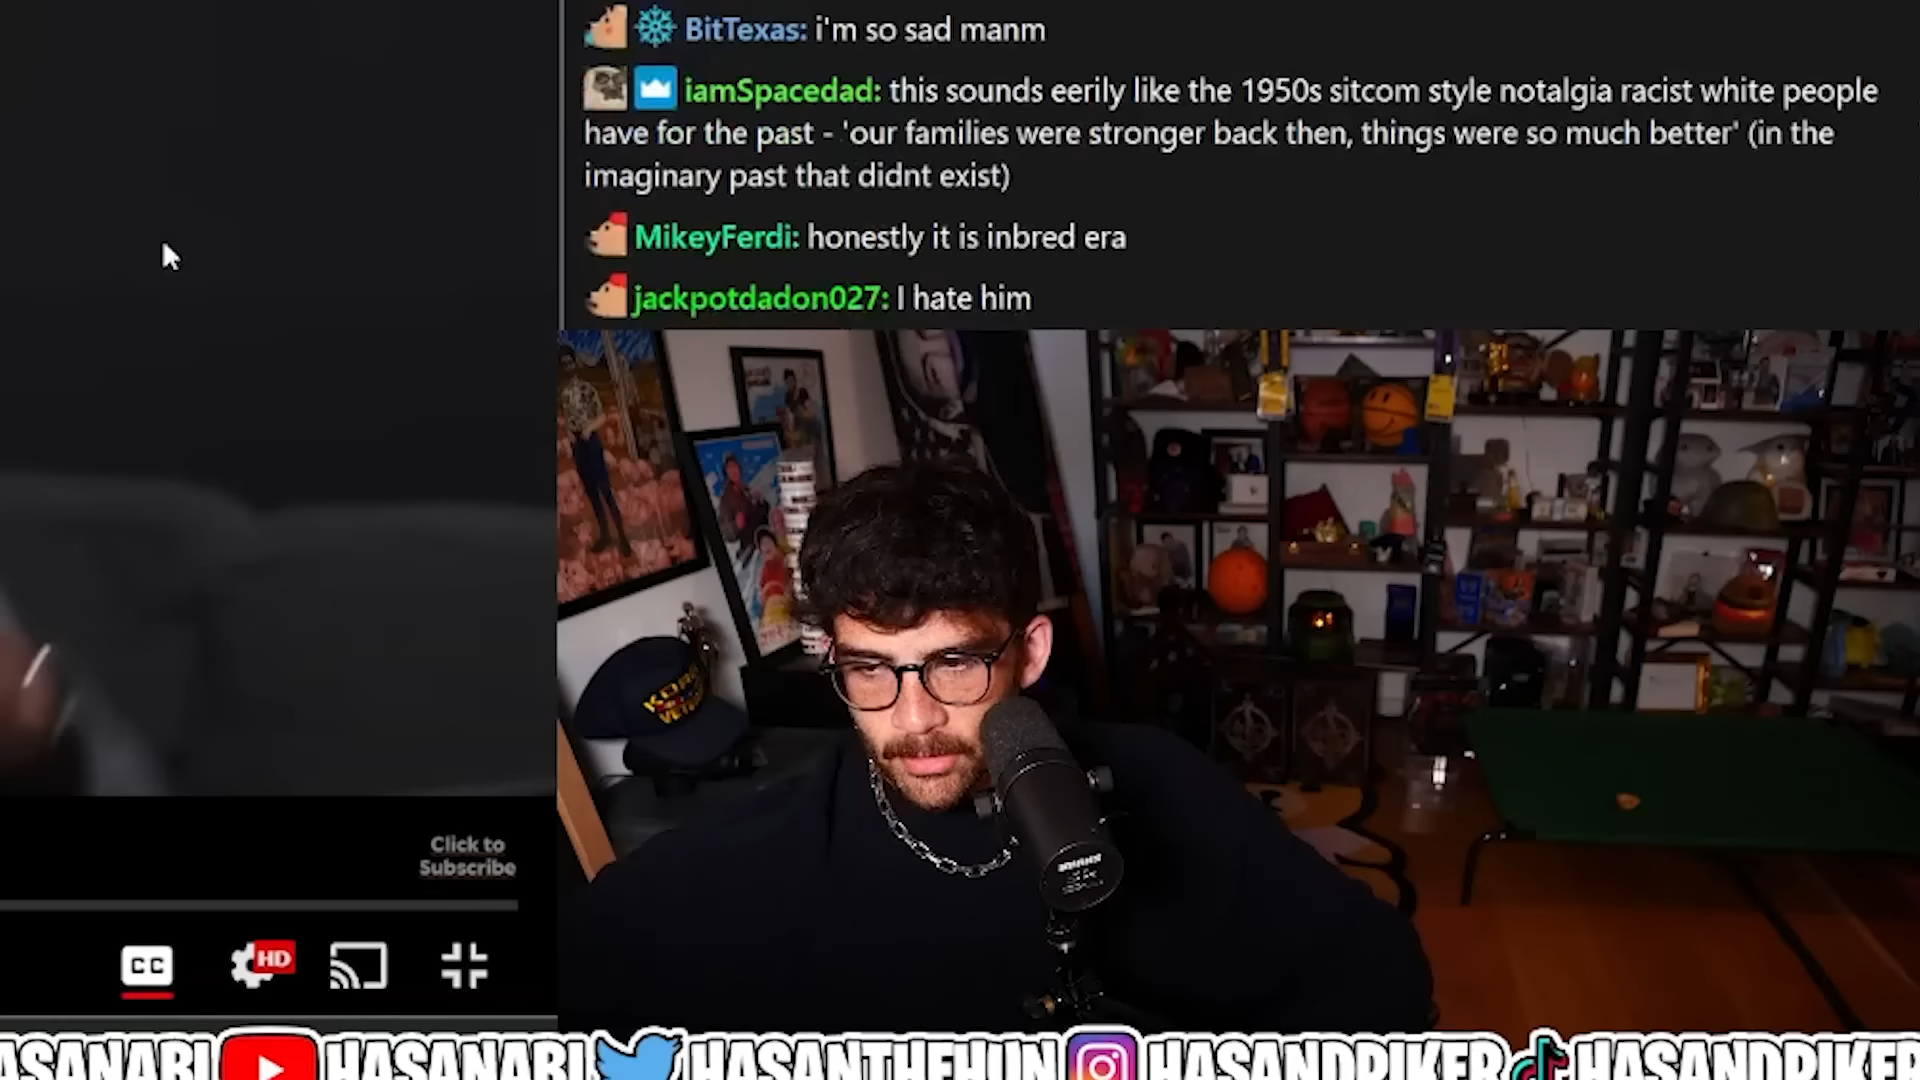 BitTexas: i'm so sad manm
iamSpacedad: this sounds eerily like the 1950s sitcom style notalgia racist white people
have for the past - 'our families were stronger back then, things were so much better' (in the
imaginary past that didnt exist)
MikeyFerdi: honestly it is inbred era
jackpotdadon027: I hate him
Click to
Subscribe
CC
HD
ASANABI HASANABI HASANTHEHUN HASANDPIKER HASANDPIKER